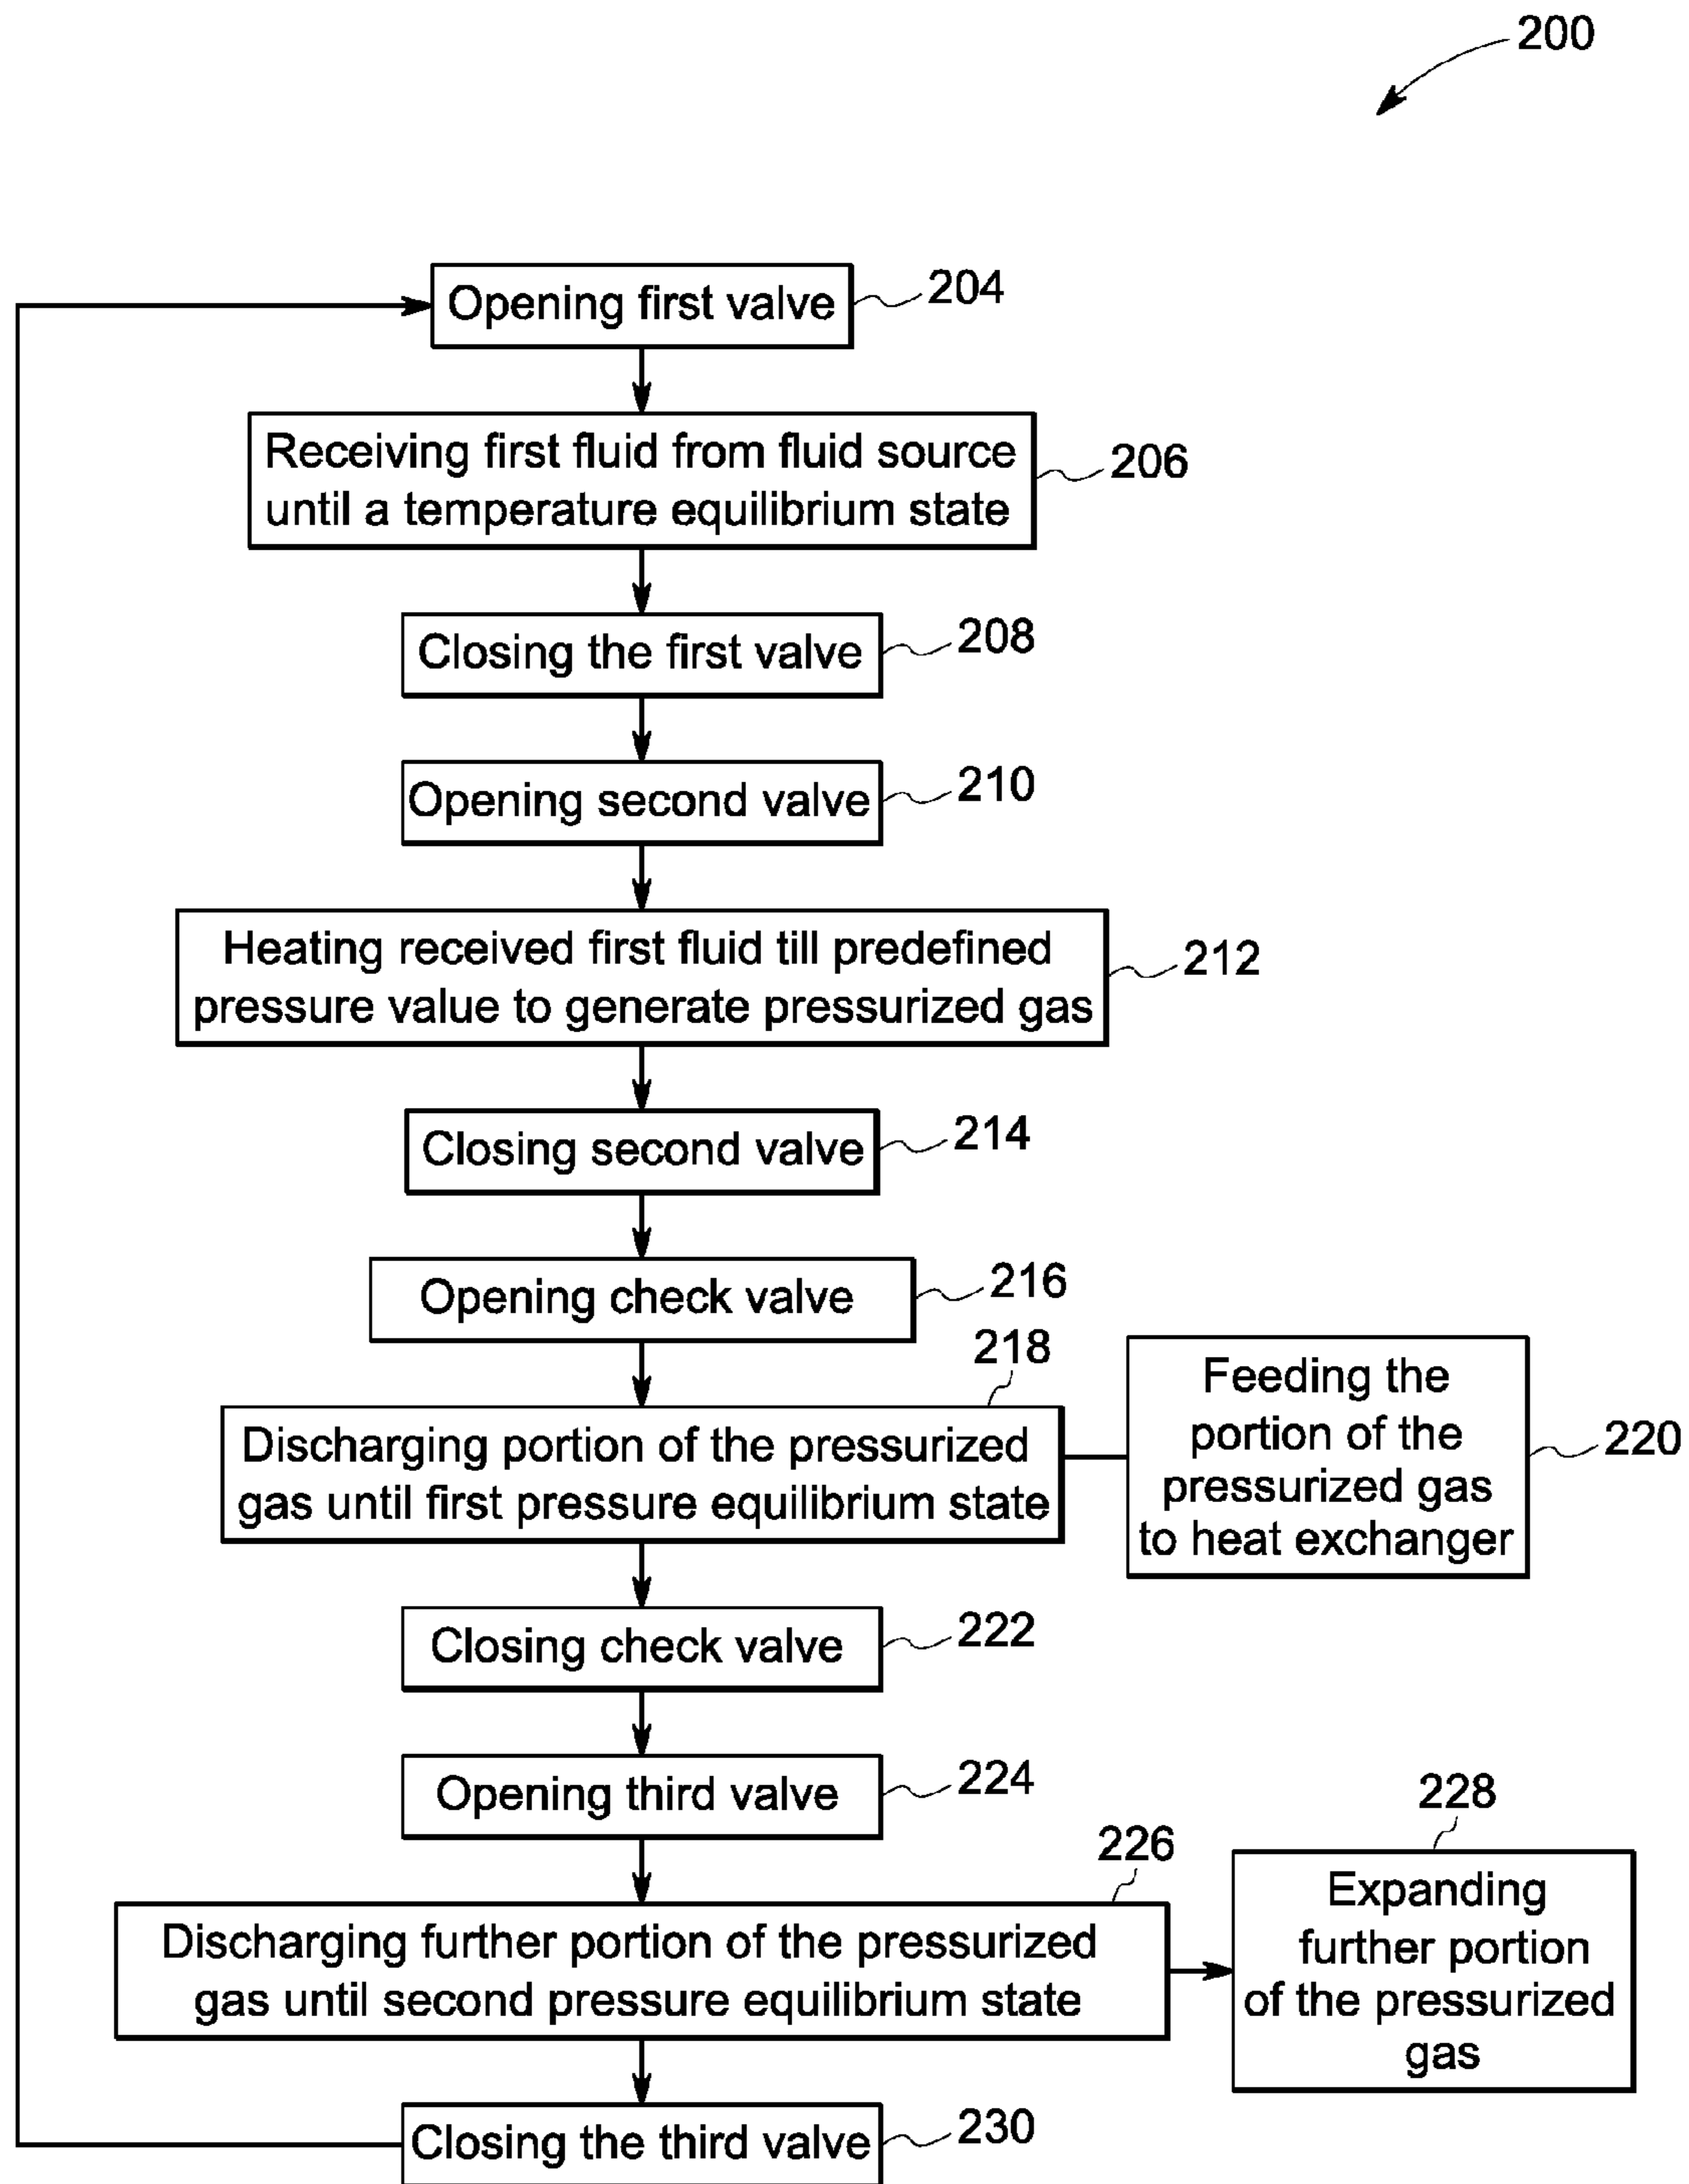 200
Opening first valve
204
Receiving first fluid from fluid source
until a temperature equilibrium state
206
Closing the first valve
208
Opening second valve
210
Heating received first fluid till predefined
pressure value to generate pressurized gas
212
Closing second valve
214
Opening check valve
216
218
Discharging portion of the pressurized
gas until first pressure equilibrium state
Feeding the
portion of the
pressurized gas
to heat exchanger
220
Closing check valve
222
Opening third valve
224
226
Discharging further portion of the pressurized
gas until second pressure equilibrium state
228
Expanding
further portion
of the pressurized
gas
Closing the third valve
230